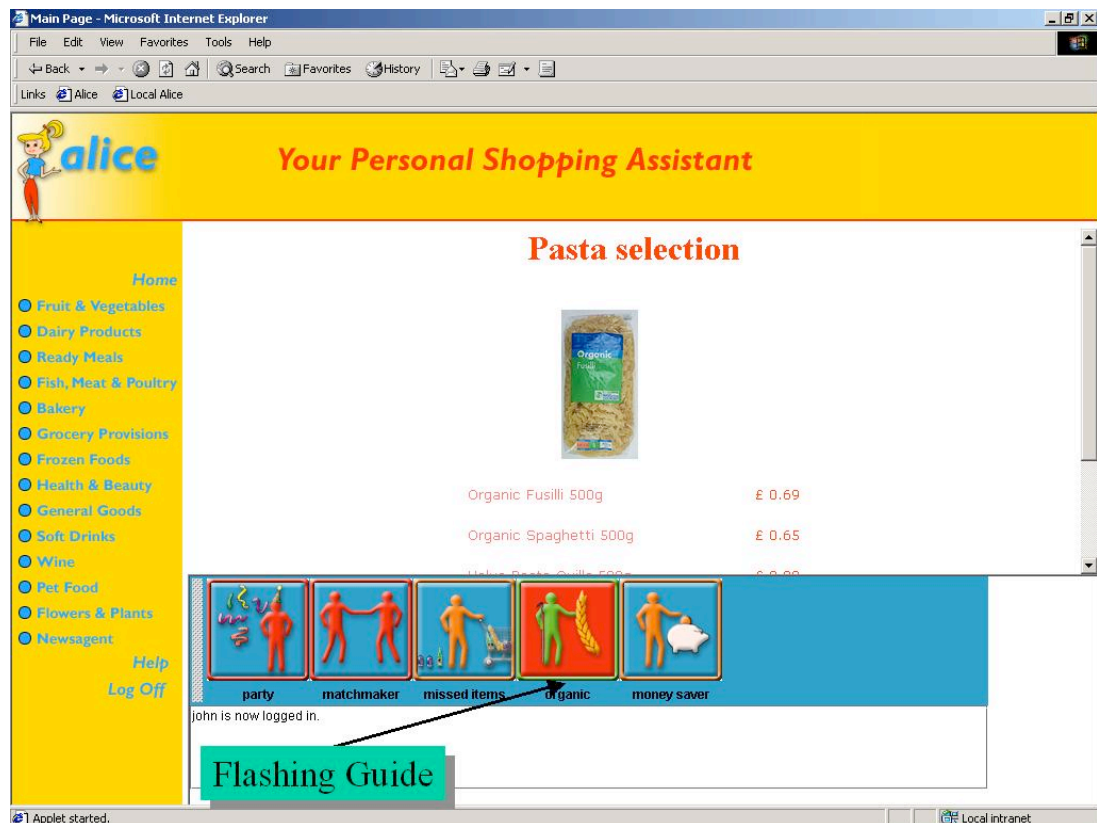 Main Page - Microsoft Internet Explorer
File Edit View Favorites Tools Help
Back Search Favorites History
Links Alice Local Alice
alice
Your Personal Shopping Assistant
Pasta selection
Home
Fruit & Vegetables
Dairy Products
Ready Meals
Fish, Meat & Poultry
Bakery
Grocery Provisions
Frozen Foods
Health & Beauty
General Goods
Soft Drinks
Wine
Pet Food
Flowers & Plants
Newsagent
Help
Log Off
Organic
Fusilli
Organic Fusilli 500g £ 0.69
Organic Spaghetti 500g £ 0.65
party matchmaker missed items organic money saver
john is now logged in.
Flashing Guide
Applet started. Local intranet